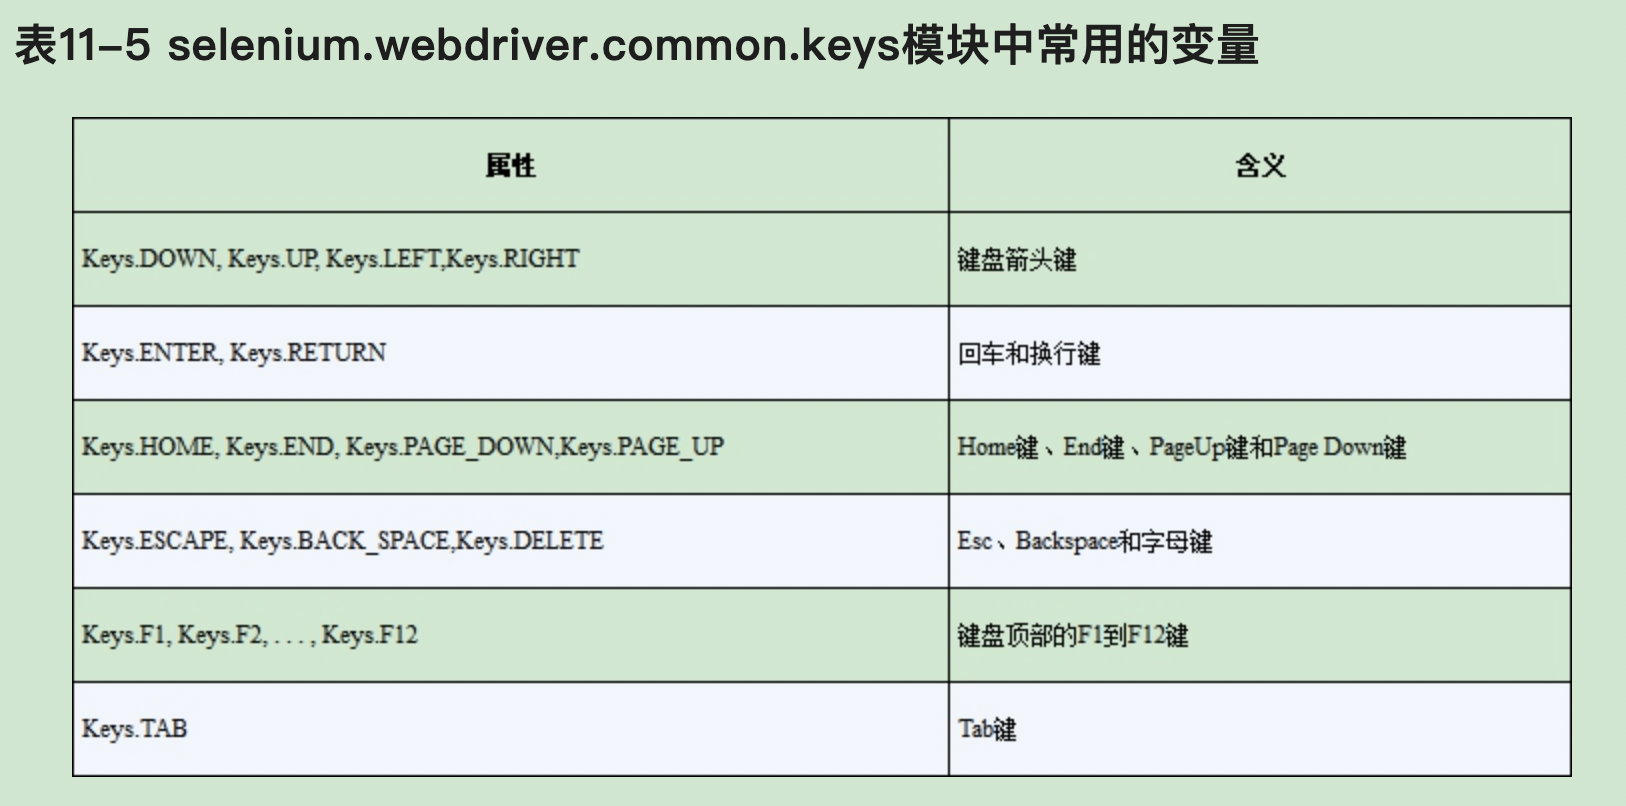 表11-5 selenium.webdriver.common.keys模块中常用的变量
属性 含义
Keys.DOWN, Keys.UP, Keys.LEFT,Keys.RIGHT 键盘箭头键
Keys.ENTER, Keys.RETURN 回车和换行键
Keys.HOME, Keys.END, Keys.PAGE_DOWN,Keys.PAGE_UP Home键、End键、PageUp键和Page Down键
Keys.ESCAPE, Keys.BACK_SPACE,Keys.DELETE Esc、Backspace和字母键
Keys.F1, Keys.F2, . . . , Keys.F12 键盘顶部的F1到F12键
Keys.TAB Tab键